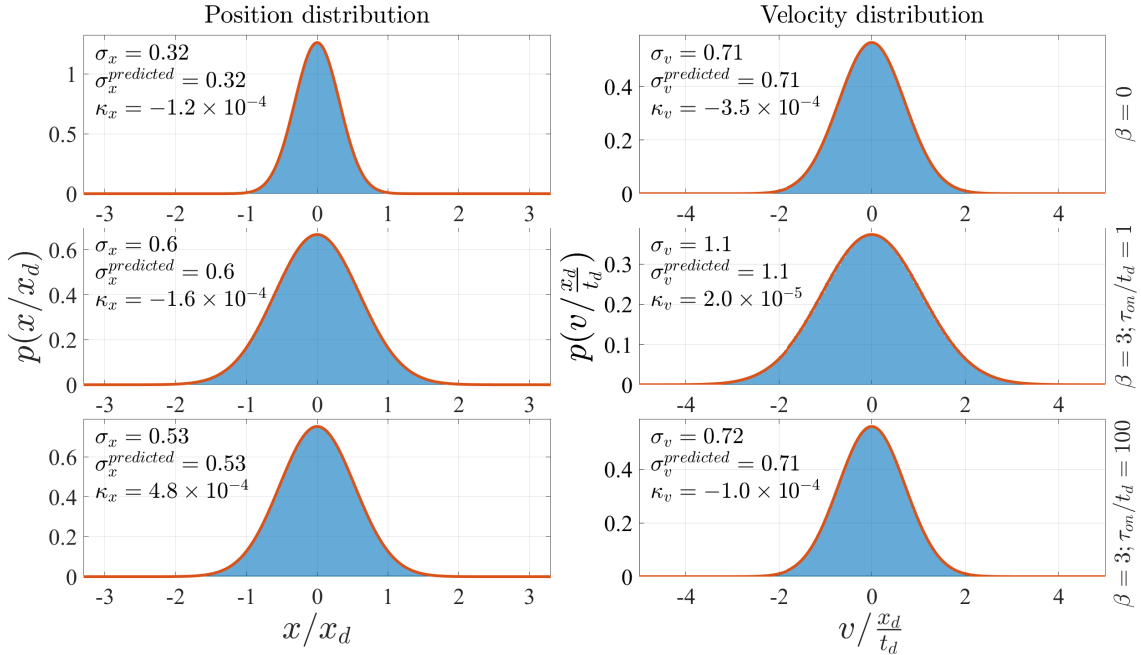 Position distribution
Velocity distribution
σ_x = 0.32
σ_x^{predicted} = 0.32
κ_x = −1.2 × 10^{−4}
1
0.5
0
-3 -2 -1 0 1 2 3
σ_v = 0.71
σ_v^{predicted} = 0.71
κ_v = −3.5 × 10^{−4}
0.4
0.2
0
-4 -2 0 2 4
β = 0
p(x/x_d)
σ_x = 0.6
σ_x^{predicted} = 0.6
κ_x = −1.6 × 10^{−4}
0.6
0.4
0.2
0
-3 -2 -1 0 1 2 3
p(v/\frac{x_d}{t_d})
σ_v = 1.1
σ_v^{predicted} = 1.1
κ_v = 2.0 × 10^{−5}
0.3
0.2
0.1
0
-4 -2 0 2 4
β = 3; τ_{on}/t_d = 1
σ_x = 0.53
σ_x^{predicted} = 0.53
κ_x = 4.8 × 10^{−4}
0.6
0.4
0.2
0
-3 -2 -1 0 1 2 3
x/x_d
σ_v = 0.72
σ_v^{predicted} = 0.71
κ_v = −1.0 × 10^{−4}
0.4
0.2
0
-4 -2 0 2 4
v/\frac{x_d}{t_d}
β = 3; τ_{on}/t_d = 100